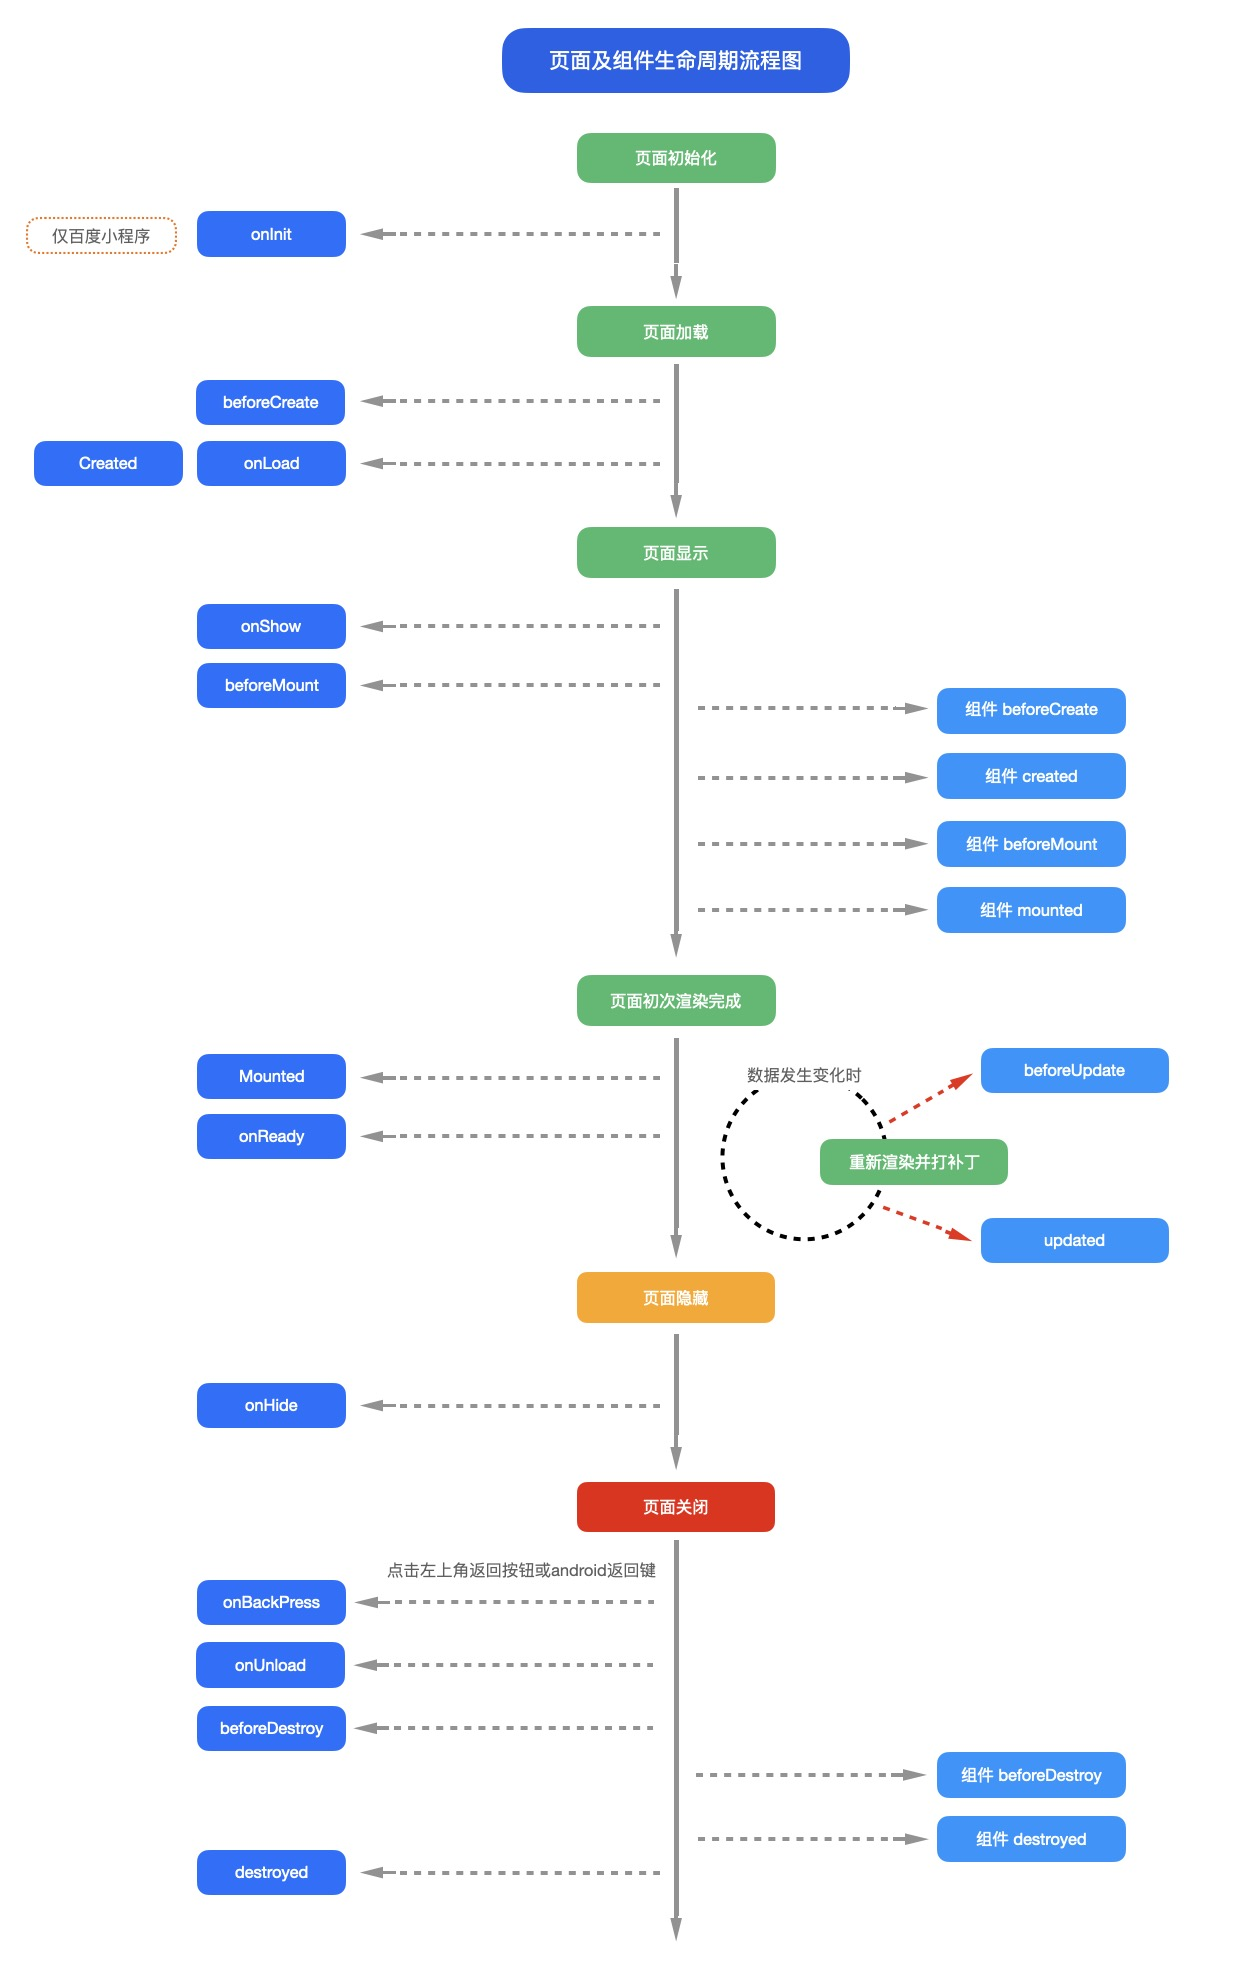 页面及组件生命周期流程图
页面初始化
仅百度小程序
onInit
页面加载
beforeCreate
Created
onLoad
页面显示
onShow
beforeMount
组件 beforeCreate
组件 created
组件 beforeMount
组件 mounted
页面初次渲染完成
Mounted
onReady
数据发生变化时
beforeUpdate
重新渲染并打补丁
updated
页面隐藏
onHide
页面关闭
点击左上角返回按钮或android返回键
onBackPress
onUnload
beforeDestroy
组件 beforeDestroy
组件 destroyed
destroyed